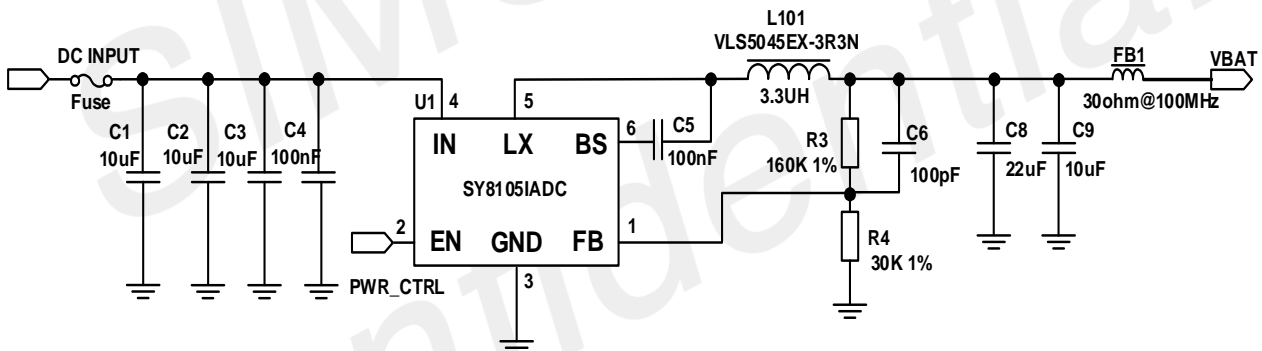 L101
VLS5045EX-3R3N
3.3UH
DC INPUT
Fuse
FB1
VBAT
30ohm@100MHz
U1
4
5
6
C5
100nF
C1
10uF
C2
10uF
C3
10uF
C4
100nF
IN
LX
BS
SY8105IADC
EN
GND
FB
2
3
1
PWR_CTRL
R3
160K 1%
C6
100pF
C8
22uF
C9
10uF
R4
30K 1%